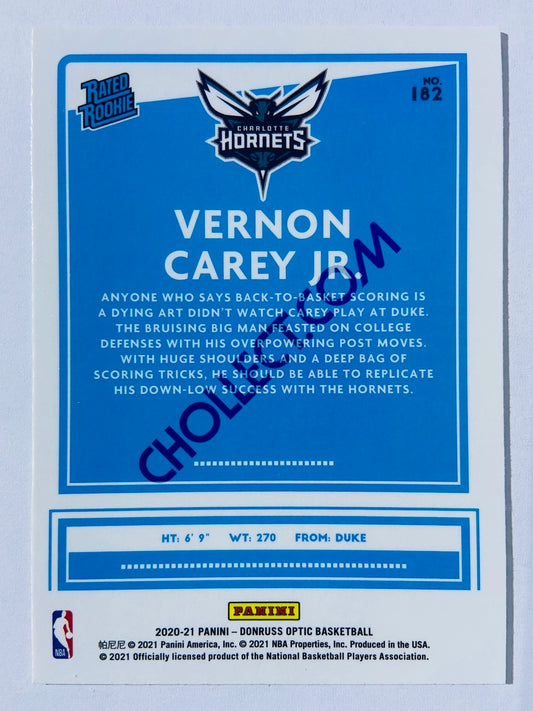 RATED
ROOKIE
NO.
182
CHARLOTTE
HORNETS
VERNON
CAREY JR.
ANYONE WHO SAYS BACK-TO-BASKET SCORING IS
A DYING ART DIDN'T WATCH CAREY PLAY AT DUKE.
THE BRUISING BIG MAN FEASTED ON COLLEGE
DEFENSES WITH HIS OVERPOWERING POST MOVES.
WITH HUGE SHOULDERS AND A DEEP BAG OF
SCORING TRICKS, HE SHOULD BE ABLE TO REPLICATE
HIS DOWN-LOW SUCCESS WITH THE HORNETS.
CHOLLECT.COM
HT: 6' 9" WT: 270 FROM: DUKE
PANINI
NBA
2020-21 PANINI – DONRUSS OPTIC BASKETBALL
帕尼尼 © 2021 Panini America, Inc. © 2021 NBA Properties, Inc. Produced in the USA.
© 2021 Officially licensed product of the National Basketball Players Association.